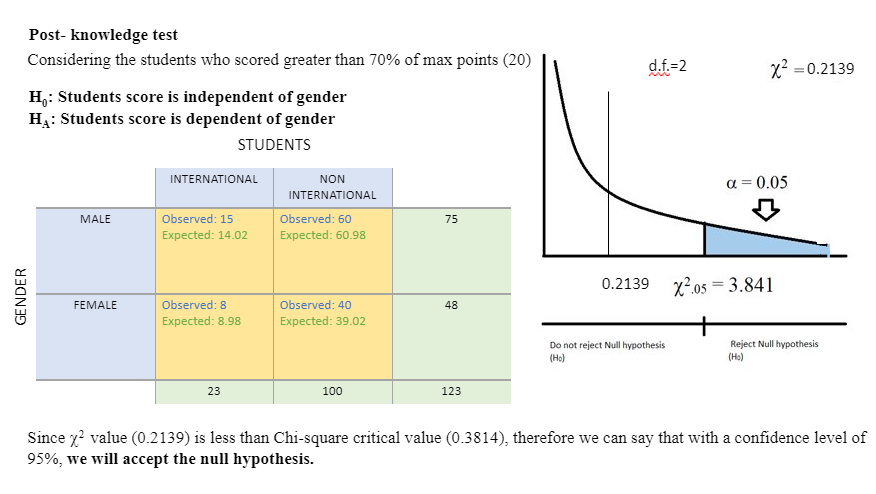 Post- knowledge test
Considering the students who scored greater than 70% of max points (20)
H₀: Students score is independent of gender
Hᴀ: Students score is dependent of gender
STUDENTS
INTERNATIONAL
NON
INTERNATIONAL
GENDER
MALE
Observed: 15
Expected: 14.02
Observed: 60
Expected: 60.98
75
FEMALE
Observed: 8
Expected: 8.98
Observed: 40
Expected: 39.02
48
23
100
123
d.f.=2
χ² =0.2139
α = 0.05
0.2139
χ².05 = 3.841
Do not reject Null hypothesis
(H₀)
Reject Null hypothesis
(H₀)
Since χ² value (0.2139) is less than Chi-square critical value (0.3814), therefore we can say that with a confidence level of
95%, we will accept the null hypothesis.